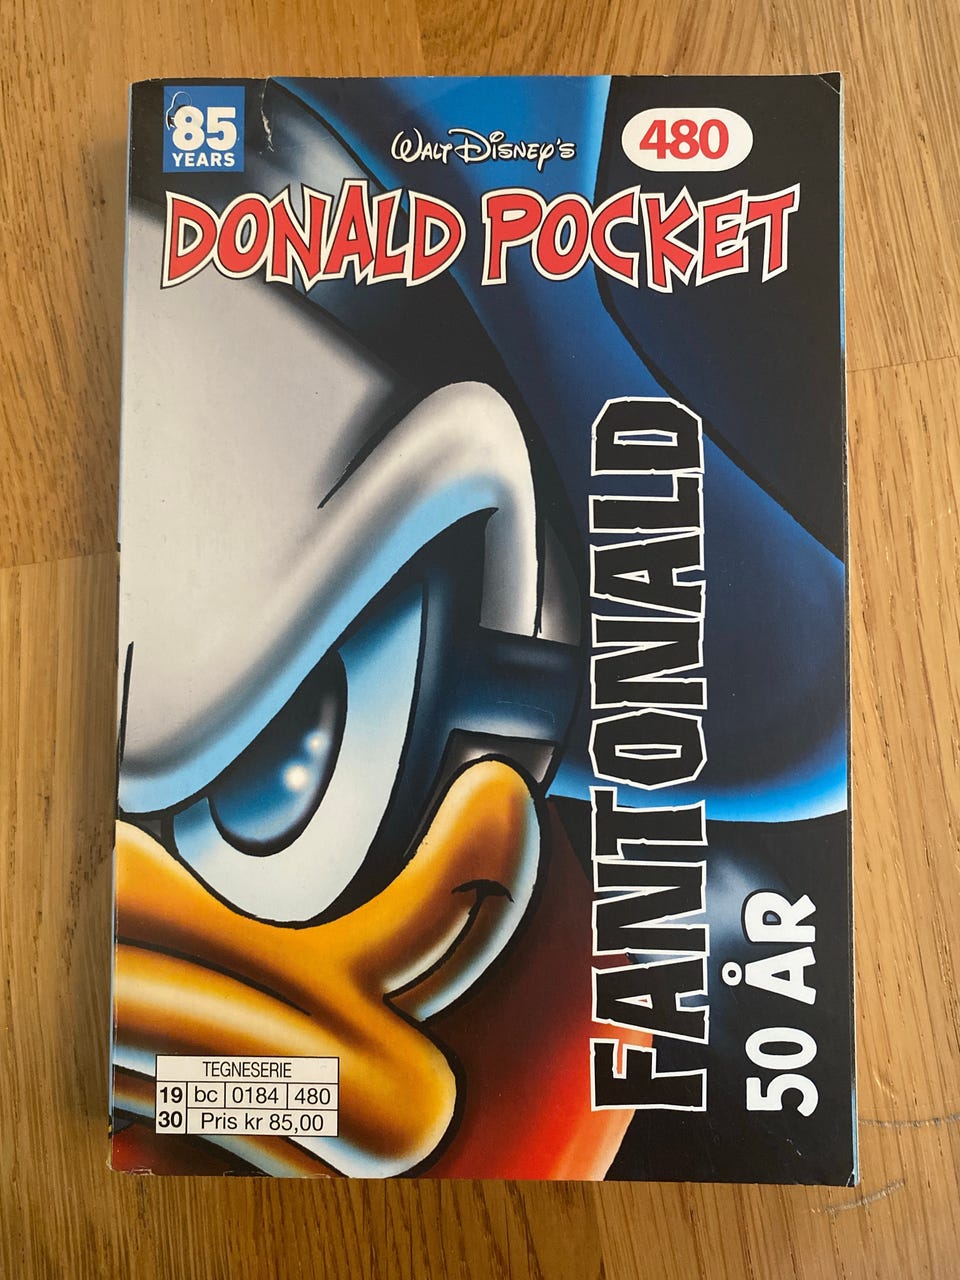 85
YEARS
WALT DISNEY'S
480
DONALD POCKET
FANTONALD
50 ÅR
TEGNESERIE
19 bc 0184 480
30 Pris kr 85,00